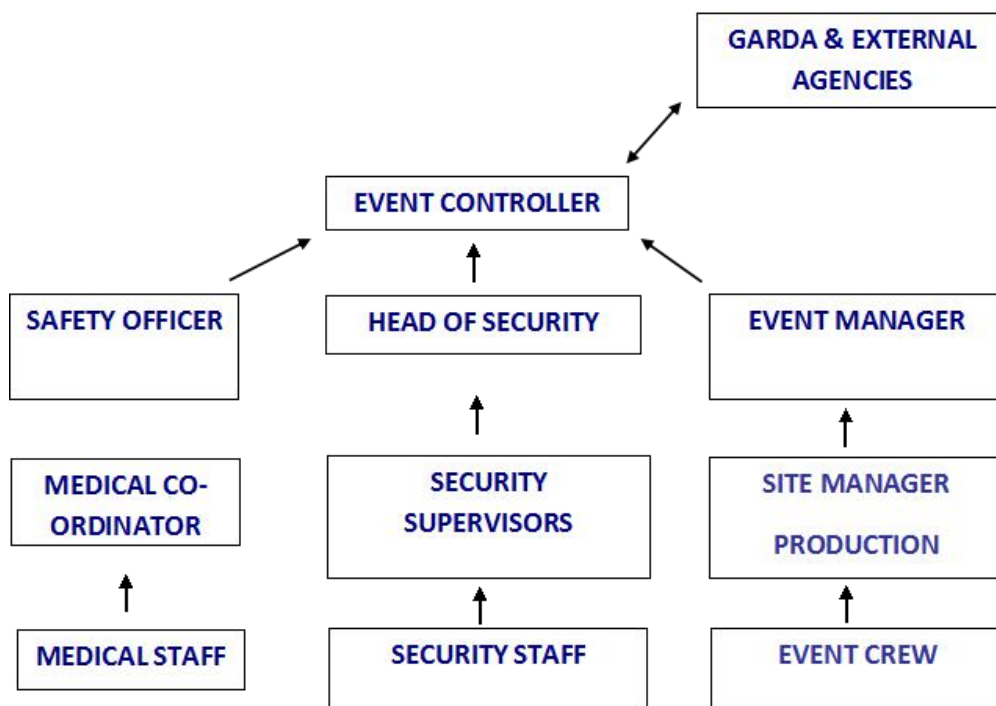 GARDA & EXTERNAL
AGENCIES
EVENT CONTROLLER
SAFETY OFFICER
HEAD OF SECURITY
EVENT MANAGER
MEDICAL CO-
ORDINATOR
SECURITY
SUPERVISORS
SITE MANAGER
PRODUCTION
MEDICAL STAFF
SECURITY STAFF
EVENT CREW